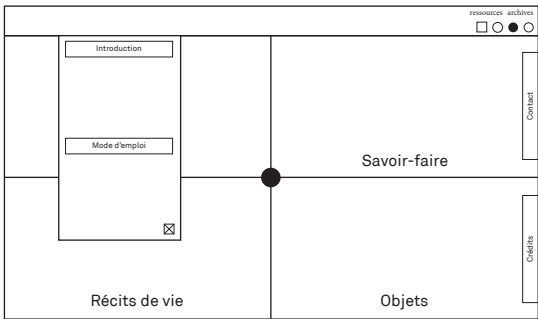 ressources archives
Introduction
Contact
Mode d'emploi
Savoir-faire
Crédits
Récits de vie
Objets